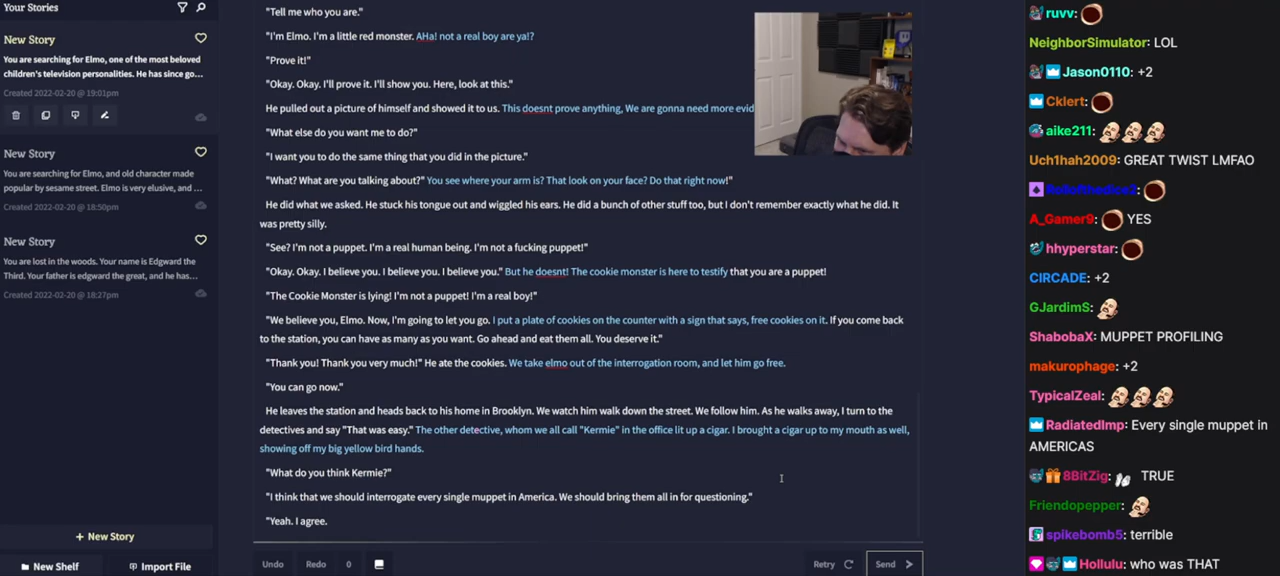 Your Stories
New Story
You are searching for Elmo, one of the most beloved
children's television personalities. He has since go...
Created 2022-02-20 @ 19:01pm
New Story
You are searching for Elmo, and old character made
popular by sesame street. Elmo is very elusive, and ...
Created 2022-02-20 @ 18:50pm
New Story
You are lost in the woods. Your name is Edgward the
Third. Your father is edgward the great, and he has...
Created 2022-02-20 @ 18:27pm
+ New Story
New Shelf
Import File
"Tell me who you are."
"I'm Elmo. I'm a little red monster. AHa! not a real boy are ya!?
"Prove it!"
"Okay. Okay. I'll prove it. I'll show you. Here, look at this."
He pulled out a picture of himself and showed it to us. This doesnt prove anything, We are gonna need more evid
"What else do you want me to do?"
"I want you to do the same thing that you did in the picture."
"What? What are you talking about?" You see where your arm is? That look on your face? Do that right now!"
He did what we asked. He stuck his tongue out and wiggled his ears. He did a bunch of other stuff too, but I don't remember exactly what he did. It
was pretty silly.
"See? I'm not a puppet. I'm a real human being. I'm not a fucking puppet!"
"Okay. Okay. I believe you. I believe you. I believe you." But he doesnt! The cookie monster is here to testify that you are a puppet!
"The Cookie Monster is lying! I'm not a puppet! I'm a real boy!"
"We believe you, Elmo. Now, I'm going to let you go. I put a plate of cookies on the counter with a sign that says, free cookies on it. If you come back
to the station, you can have as many as you want. Go ahead and eat them all. You deserve it."
"Thank you! Thank you very much!" He ate the cookies. We take elmo out of the interrogation room, and let him go free.
"You can go now."
He leaves the station and heads back to his home in Brooklyn. We watch him walk down the street. We follow him. As he walks away, I turn to the
detectives and say "That was easy." The other detective, whom we all call "Kermie" in the office lit up a cigar. I brought a cigar up to my mouth as well,
showing off my big yellow bird hands.
"What do you think Kermie?"
"I think that we should interrogate every single muppet in America. We should bring them all in for questioning."
"Yeah. I agree.
Undo
Redo
0
Retry
Send
ruvv:
NeighborSimulator: LOL
Jason0110: +2
Cklert:
aike211:
Uch1hah2009: GREAT TWIST LMFAO
A_Gamer9: YES
hhyperstar:
CIRCADE: +2
GJardimS:
ShabobaX: MUPPET PROFILING
makurophage: +2
TypicalZeal:
RadiatedImp: Every single muppet in
AMERICAS
8BitZig: TRUE
Friendopepper:
spikebomb5: terrible
Hollulu: who was THAT